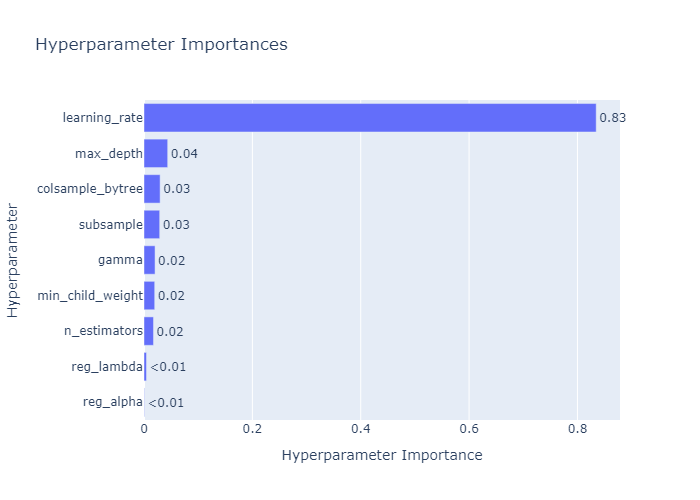 Hyperparameter Importances
Hyperparameter
learning_rate 0.83
max_depth 0.04
colsample_bytree 0.03
subsample 0.03
gamma 0.02
min_child_weight 0.02
n_estimators 0.02
reg_lambda <0.01
reg_alpha <0.01
0 0.2 0.4 0.6 0.8
Hyperparameter Importance